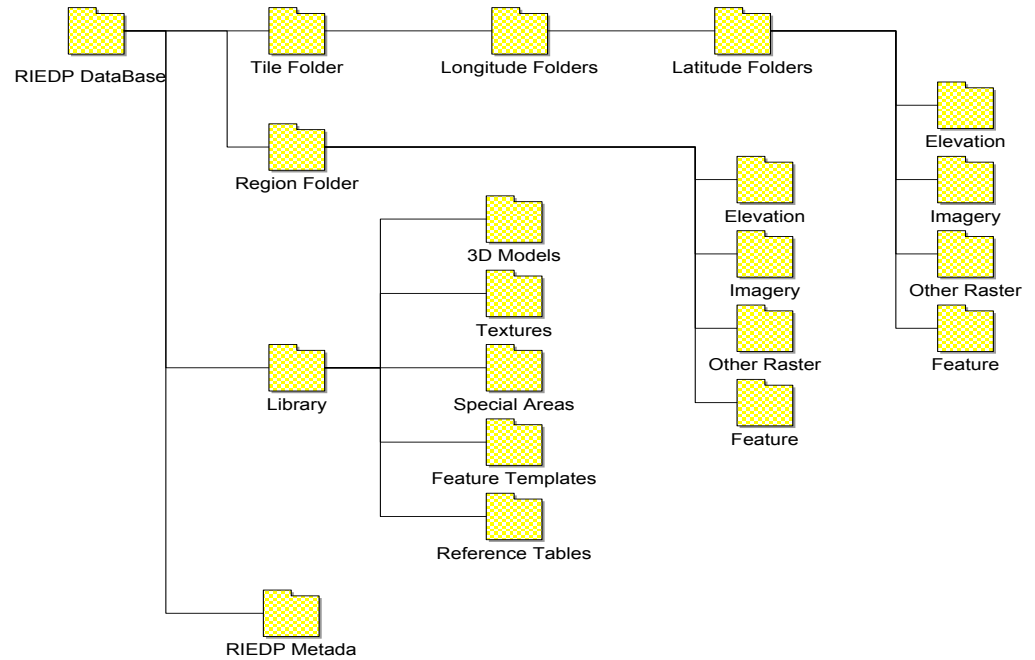 RIEDP DataBase
Tile Folder
Longitude Folders
Latitude Folders
Elevation
Imagery
Other Raster
Feature
Region Folder
Elevation
Imagery
Other Raster
Feature
Library
3D Models
Textures
Special Areas
Feature Templates
Reference Tables
RIEDP Metada